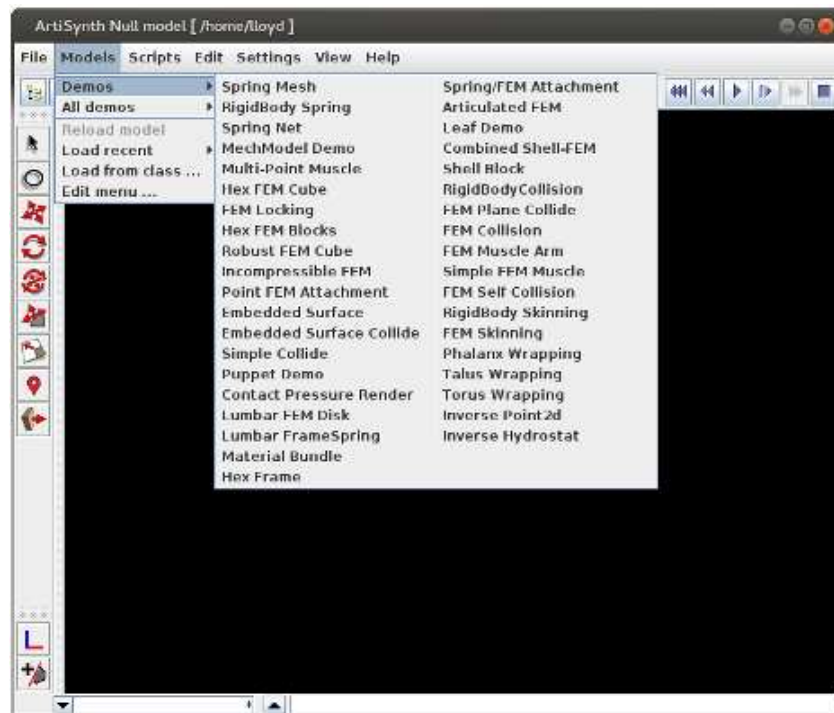 ArtiSynth Null model [ /home/lloyd ]
File Models Scripts Edit Settings View Help
Demos
All demos
Reload model
Load recent
Load from class ...
Edit menu ...
Spring Mesh
RigidBody Spring
Spring Net
MechModel Demo
Multi-Point Muscle
Hex FEM Cube
FEM Locking
Hex FEM Blocks
Robust FEM Cube
Incompressible FEM
Point FEM Attachment
Embedded Surface
Embedded Surface Collide
Simple Collide
Puppet Demo
Contact Pressure Render
Lumbar FEM Disk
Lumbar FrameSpring
Material Bundle
Hex Frame
Spring/FEM Attachment
Articulated FEM
Leaf Demo
Combined Shell-FEM
Shell Block
RigidBodyCollision
FEM Plane Collide
FEM Collision
FEM Muscle Arm
Simple FEM Muscle
FEM Self Collision
RigidBody Skinning
FEM Skinning
Phalanx Wrapping
Talus Wrapping
Torus Wrapping
Inverse Point2d
Inverse Hydrostat